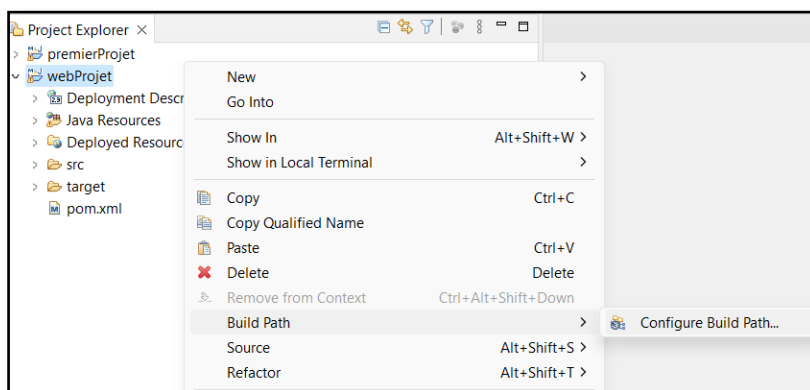 Project Explorer
premierProjet
webProjet
Deployment Descr
Java Resources
Deployed Resourc
src
target
pom.xml
New
Go Into
Show In Alt+Shift+W
Show in Local Terminal
Copy Ctrl+C
Copy Qualified Name
Paste Ctrl+V
Delete Delete
Remove from Context Ctrl+Alt+Shift+Down
Build Path
Configure Build Path...
Source Alt+Shift+S
Refactor Alt+Shift+T